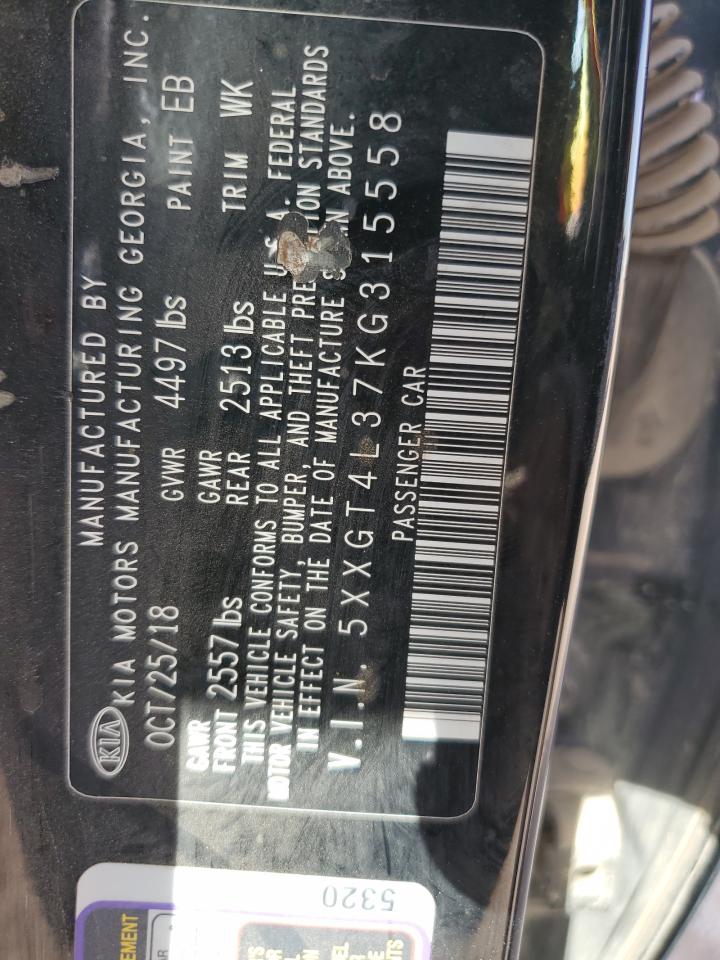 MANUFACTURED BY
KIA KIA MOTORS MANUFACTURING GEORGIA, INC.
OCT/25/18 GVWR 4497 lbs PAINT EB
GAWR FRONT 2557 lbs GAWR REAR 2513 lbs TRIM WK
THIS VEHICLE CONFORMS TO ALL APPLICABLE U.S.A. FEDERAL
MOTOR VEHICLE SAFETY, BUMPER, AND THEFT STANDARDS
IN EFFECT ON THE DATE OF MANUFACTURE ABOVE.
V.I.N. 5XXGT4L37KG315558
PASSENGER CAR
5320